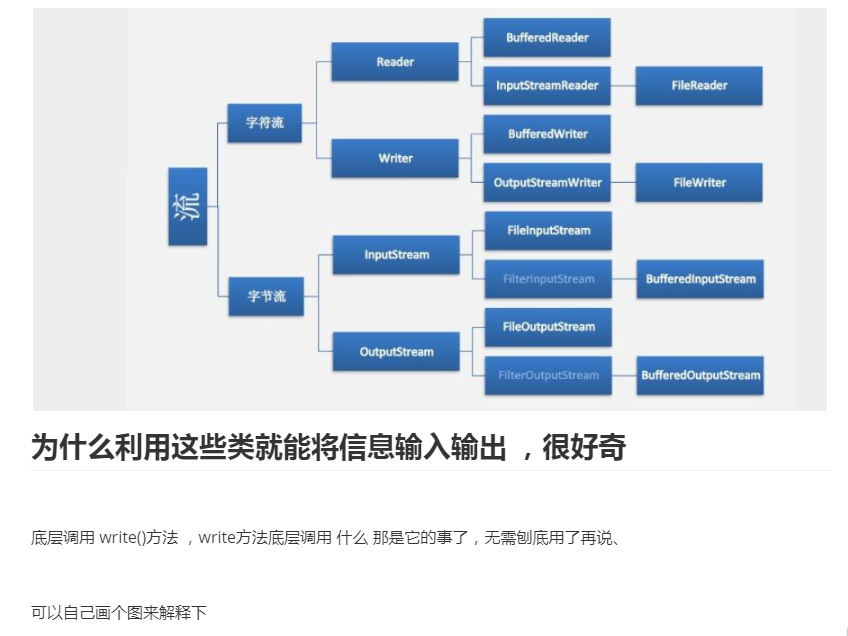 BufferedReader
Reader
InputStreamReader
FileReader
字符流
BufferedWriter
Writer
OutputStreamWriter
FileWriter
流
FileInputStream
InputStream
FilterInputStream
BufferedInputStream
字节流
FileOutputStream
OutputStream
FilterOutputStream
BufferedOutputStream
为什么利用这些类就能将信息输入输出 ，很好奇
底层调用 write()方法 ，write方法底层调用 什么 那是它的事了，无需刨底用了再说、
可以自己画个图来解释下